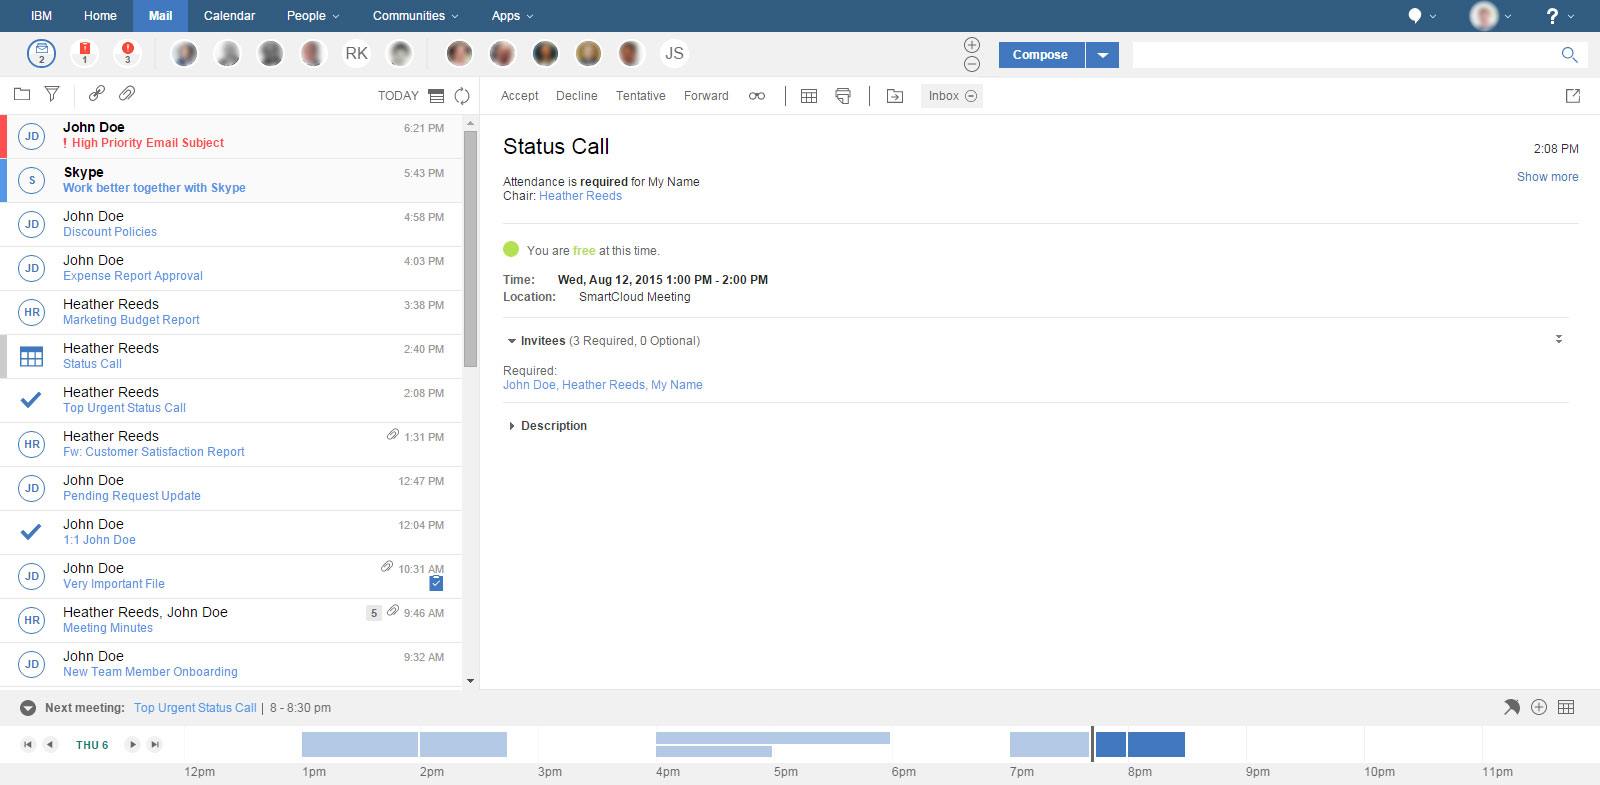 IBM Home Mail Calendar People Communities Apps ?
2 1 3 RK JS Compose
TODAY
Accept Decline Tentative Forward Inbox
John Doe 6:21 PM
! High Priority Email Subject
Skype 5:43 PM
Work better together with Skype
John Doe 4:58 PM
Discount Policies
John Doe 4:03 PM
Expense Report Approval
Heather Reeds 3:38 PM
Marketing Budget Report
Heather Reeds 2:40 PM
Status Call
Heather Reeds 2:08 PM
Top Urgent Status Call
Heather Reeds 1:31 PM
Fw: Customer Satisfaction Report
John Doe 12:47 PM
Pending Request Update
John Doe 12:04 PM
1:1 John Doe
John Doe 10:31 AM
Very Important File
Heather Reeds, John Doe 5 9:46 AM
Meeting Minutes
John Doe 9:32 AM
New Team Member Onboarding
JD
S
JD
JD
HR
HR
JD
JD
HR
JD
Status Call 2:08 PM
Show more
Attendance is required for My Name
Chair: Heather Reeds
You are free at this time.
Time: Wed, Aug 12, 2015 1:00 PM - 2:00 PM
Location: SmartCloud Meeting
Invitees (3 Required, 0 Optional)
Required:
John Doe, Heather Reeds, My Name
Description
Next meeting: Top Urgent Status Call | 8 - 8:30 pm
THU 6
12pm 1pm 2pm 3pm 4pm 5pm 6pm 7pm 8pm 9pm 10pm 11pm